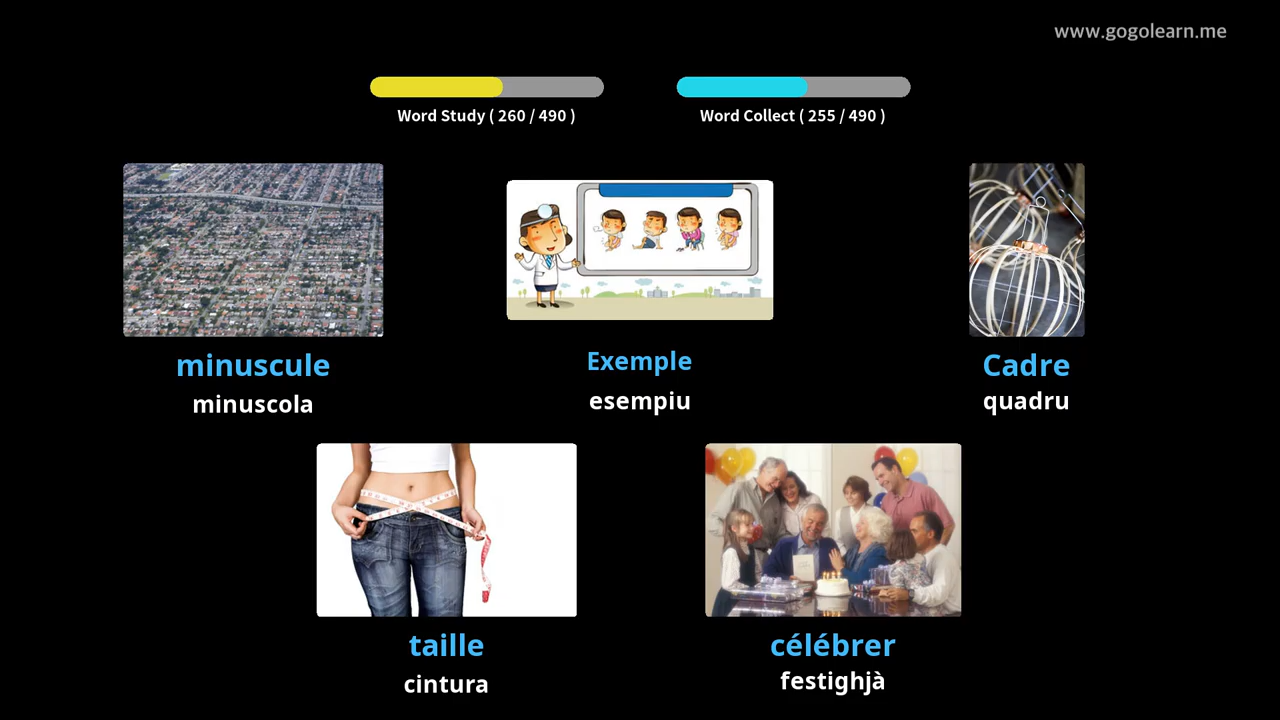 www.gogolearn.me
Word Study ( 260 / 490 )
Word Collect ( 255 / 490 )
minuscule
minuscola
Exemple
esempiu
Cadre
quadru
taille
cintura
célébrer
festighjà